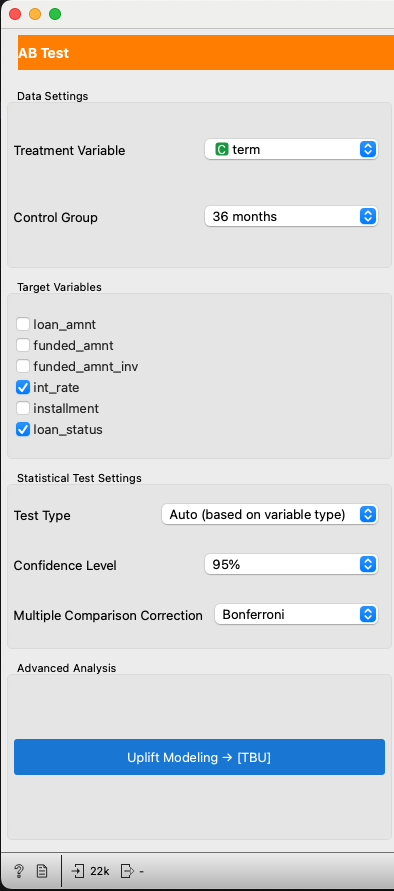 AB Test
Data Settings
Treatment Variable C term
Control Group 36 months
Target Variables
loan_amnt
funded_amnt
funded_amnt_inv
int_rate
installment
loan_status
Statistical Test Settings
Test Type Auto (based on variable type)
Confidence Level 95%
Multiple Comparison Correction Bonferroni
Advanced Analysis
Uplift Modeling → [TBU]
? 22k -